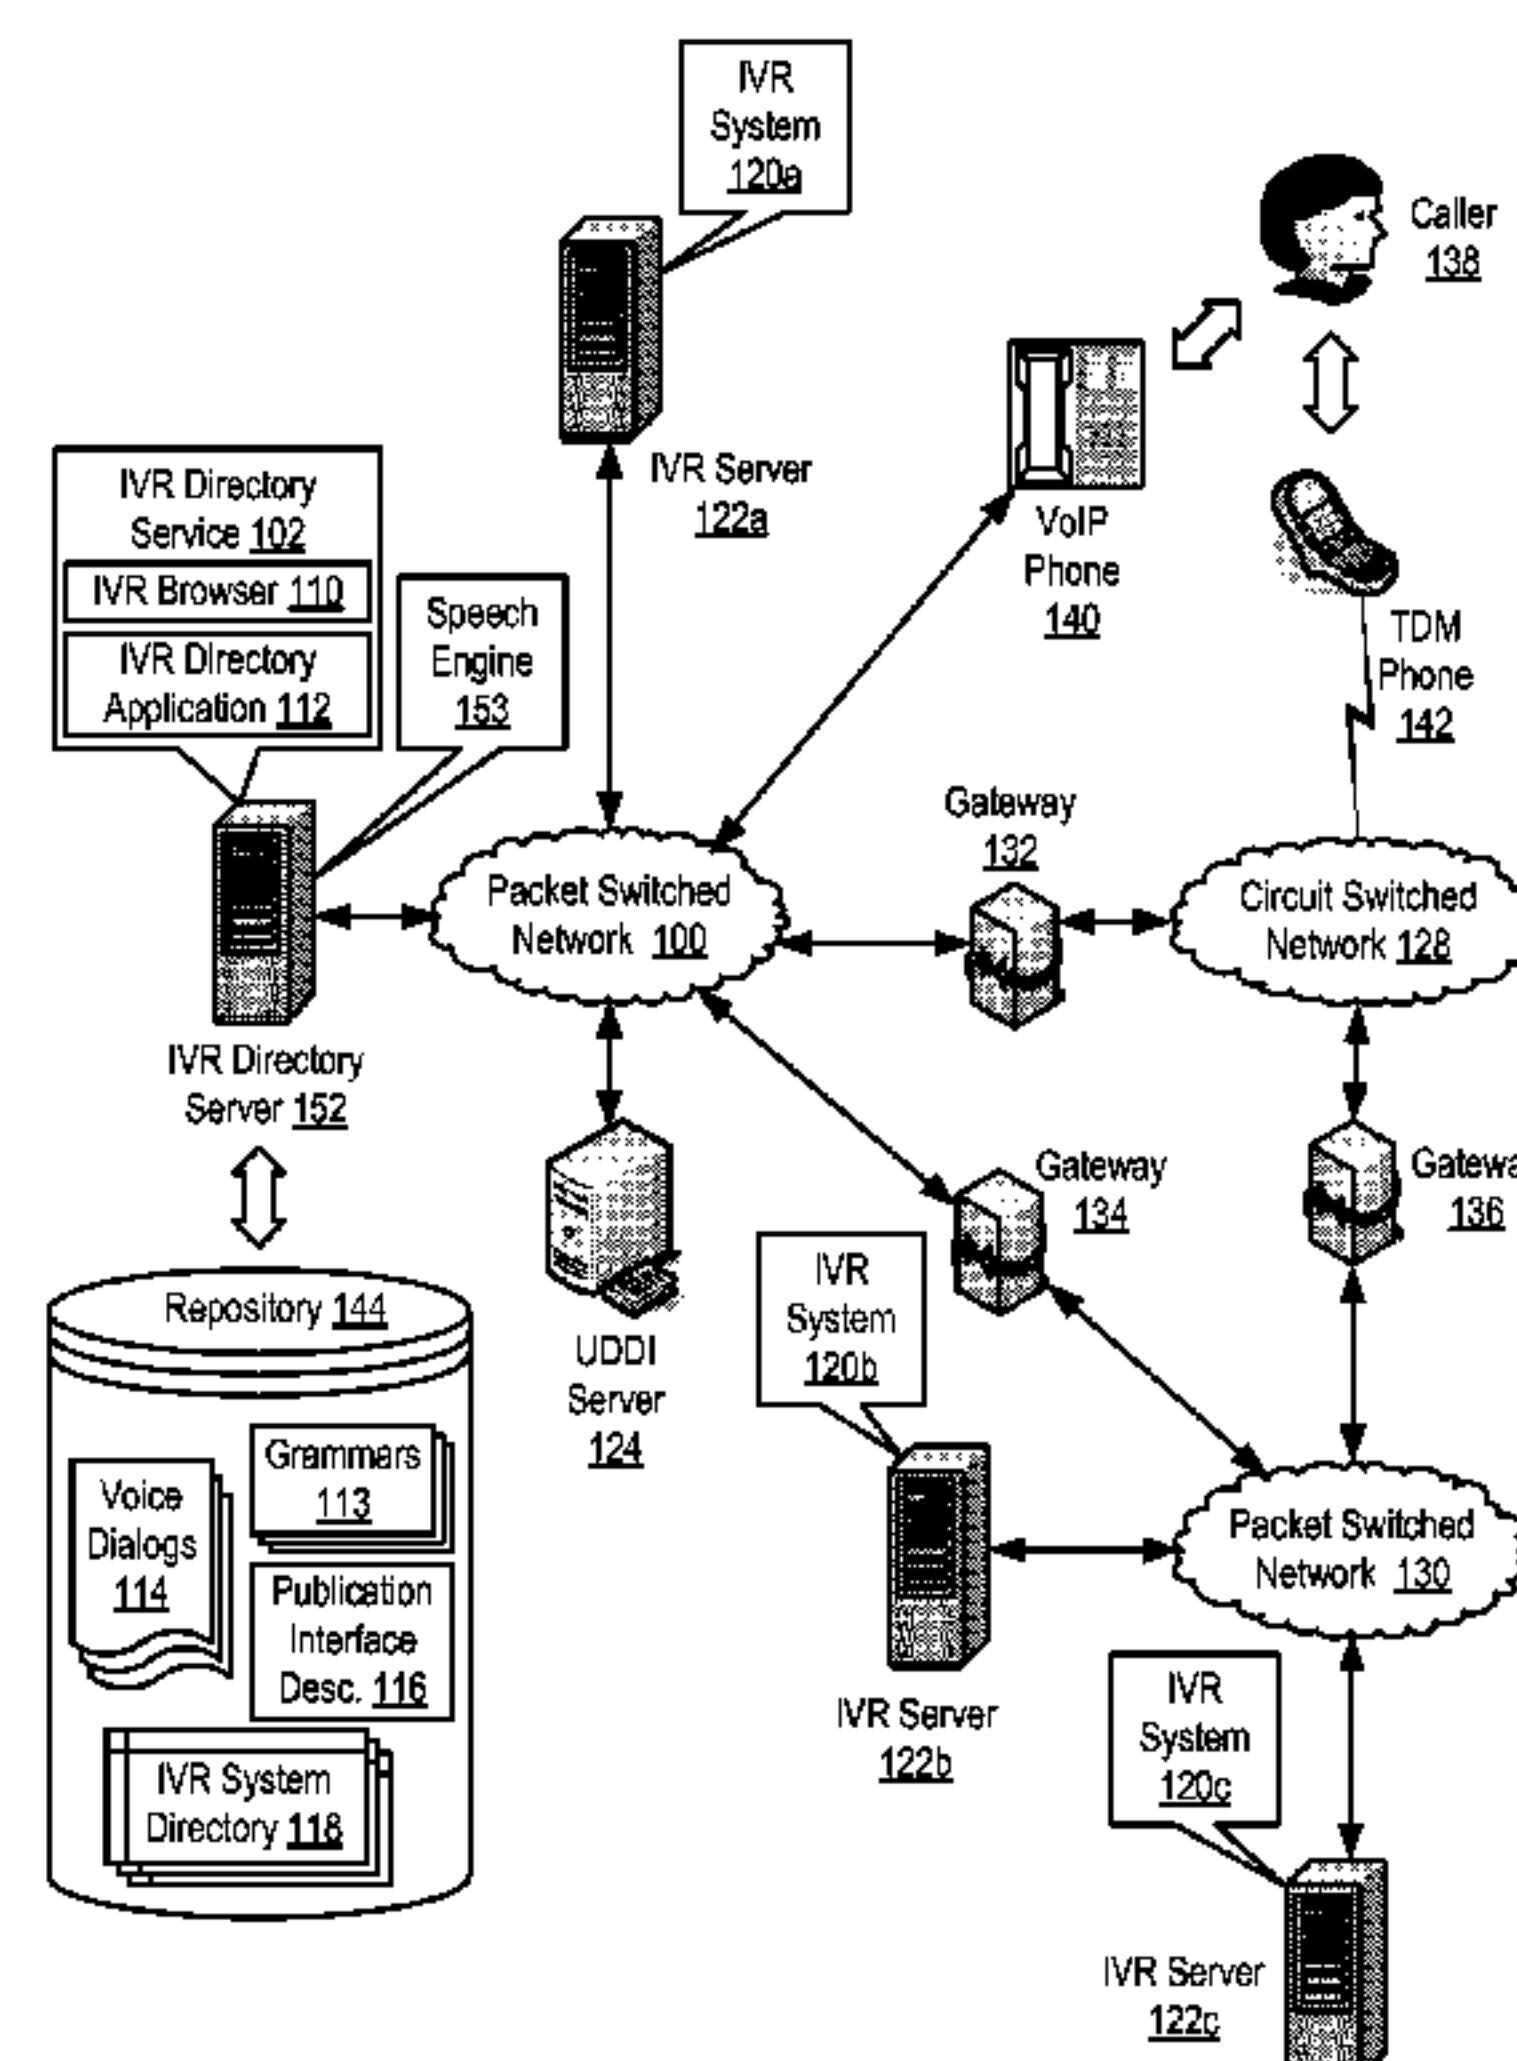 IVR
System
120a
Caller
138
IVR Server
122a
VoIP
Phone
140
IVR Directory
Service 102
IVR Browser 110
IVR Directory
Application 112
Speech
Engine
153
TDM
Phone
142
Gateway
132
Packet Switched
Network 100
Circuit Switched
Network 128
IVR Directory
Server 152
Gateway
134
Gatewa
136
IVR
System
120b
Repository 144
UDDI
Server
124
Grammars
113
Voice
Dialogs
114
Publication
Interface
Desc. 116
Packet Switched
Network 130
IVR Server
122b
IVR
System
120c
IVR System
Directory 118
IVR Server
122c